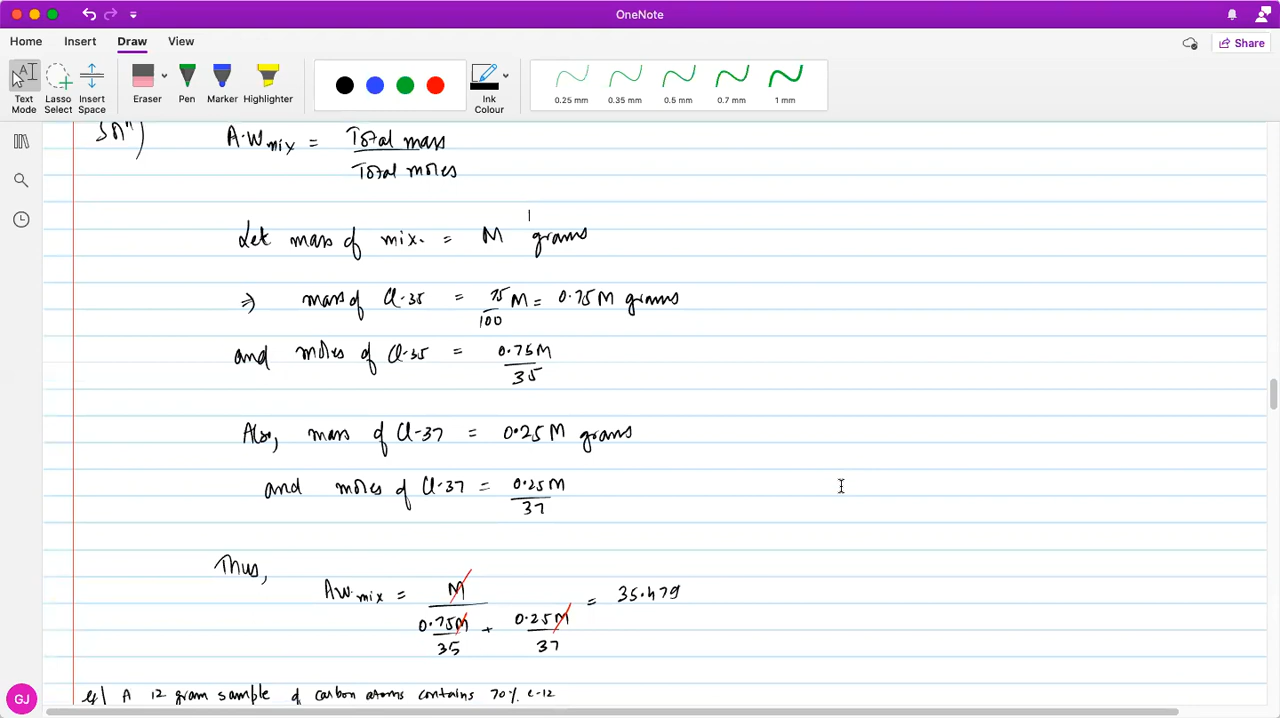 OneNote
Home Insert Draw View
Share
Text Mode
Lasso Select
Insert Space
Eraser
Pen
Marker
Highlighter
Ink Colour
0.25 mm 0.35 mm 0.5 mm 0.7 mm 1 mm
Solⁿ) A.W mix = Total mass
Total moles
Let mass of mix. = M grams
⇒ mass of Cl-35 = 75/100 M = 0.75M grams
and moles of Cl-35 = 0.75M/35
Also, mass of Cl-37 = 0.25M grams
and moles of Cl-37 = 0.25M/37
Thus,
AW. mix = M / (0.75M/35 + 0.25M/37) = 35.479
eg) A 12 gram sample of carbon atoms contains 70% C-12
GJ